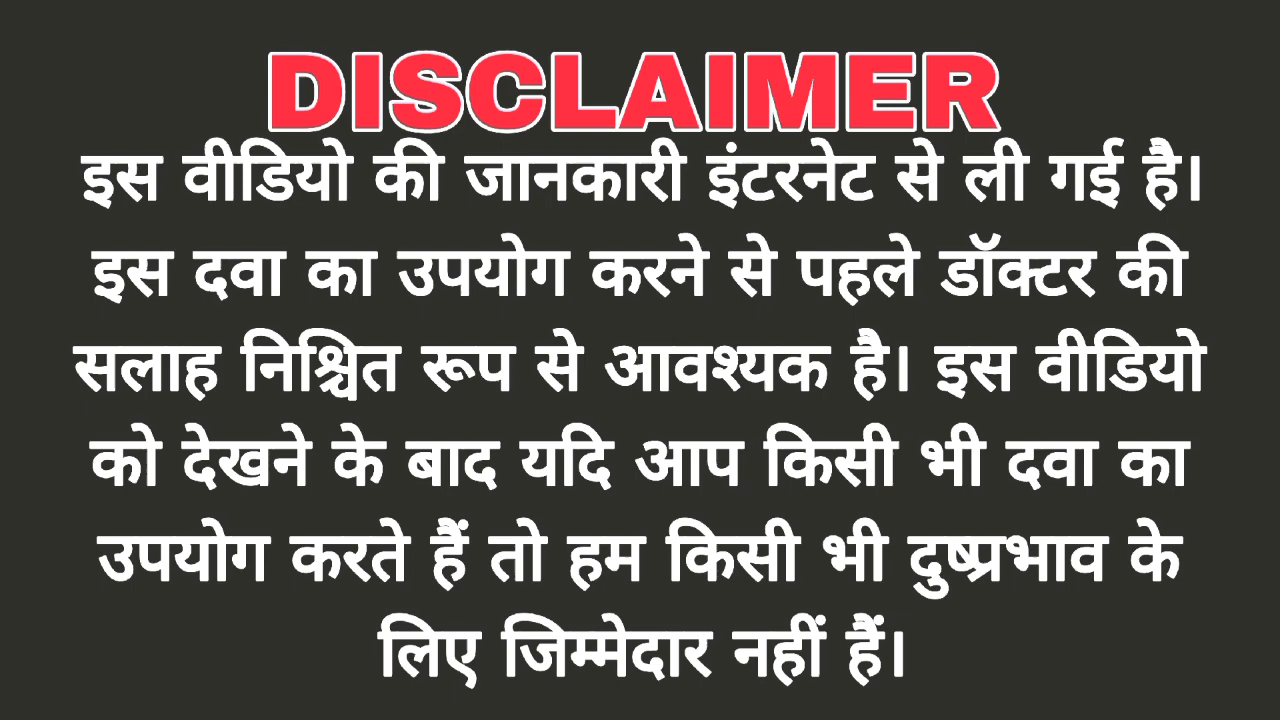 DISCLAIMER
इस वीडियो की जानकारी इंटरनेट से ली गई है।
इस दवा का उपयोग करने से पहले डॉक्टर की
सलाह निश्चित रूप से आवश्यक है। इस वीडियो
को देखने के बाद यदि आप किसी भी दवा का
उपयोग करते हैं तो हम किसी भी दुष्प्रभाव के
लिए जिम्मेदार नहीं हैं।